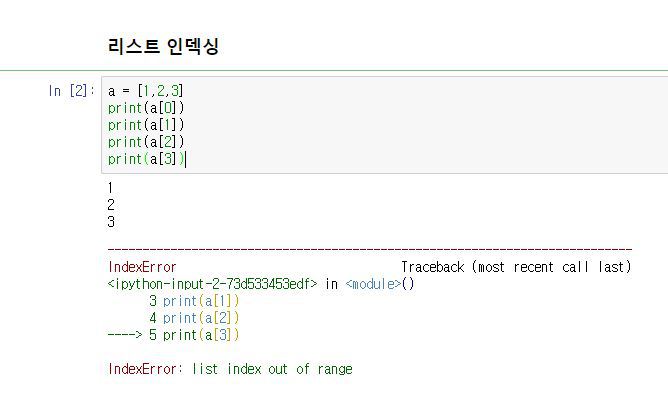 리스트 인덱싱
In [2]:
a = [1,2,3]
print(a[0])
print(a[1])
print(a[2])
print(a[3])
1
2
3
---------------------------------------------------------------------------
IndexError Traceback (most recent call last)
<ipython-input-2-73d533453edf> in <module>()
3 print(a[1])
4 print(a[2])
----> 5 print(a[3])
IndexError: list index out of range